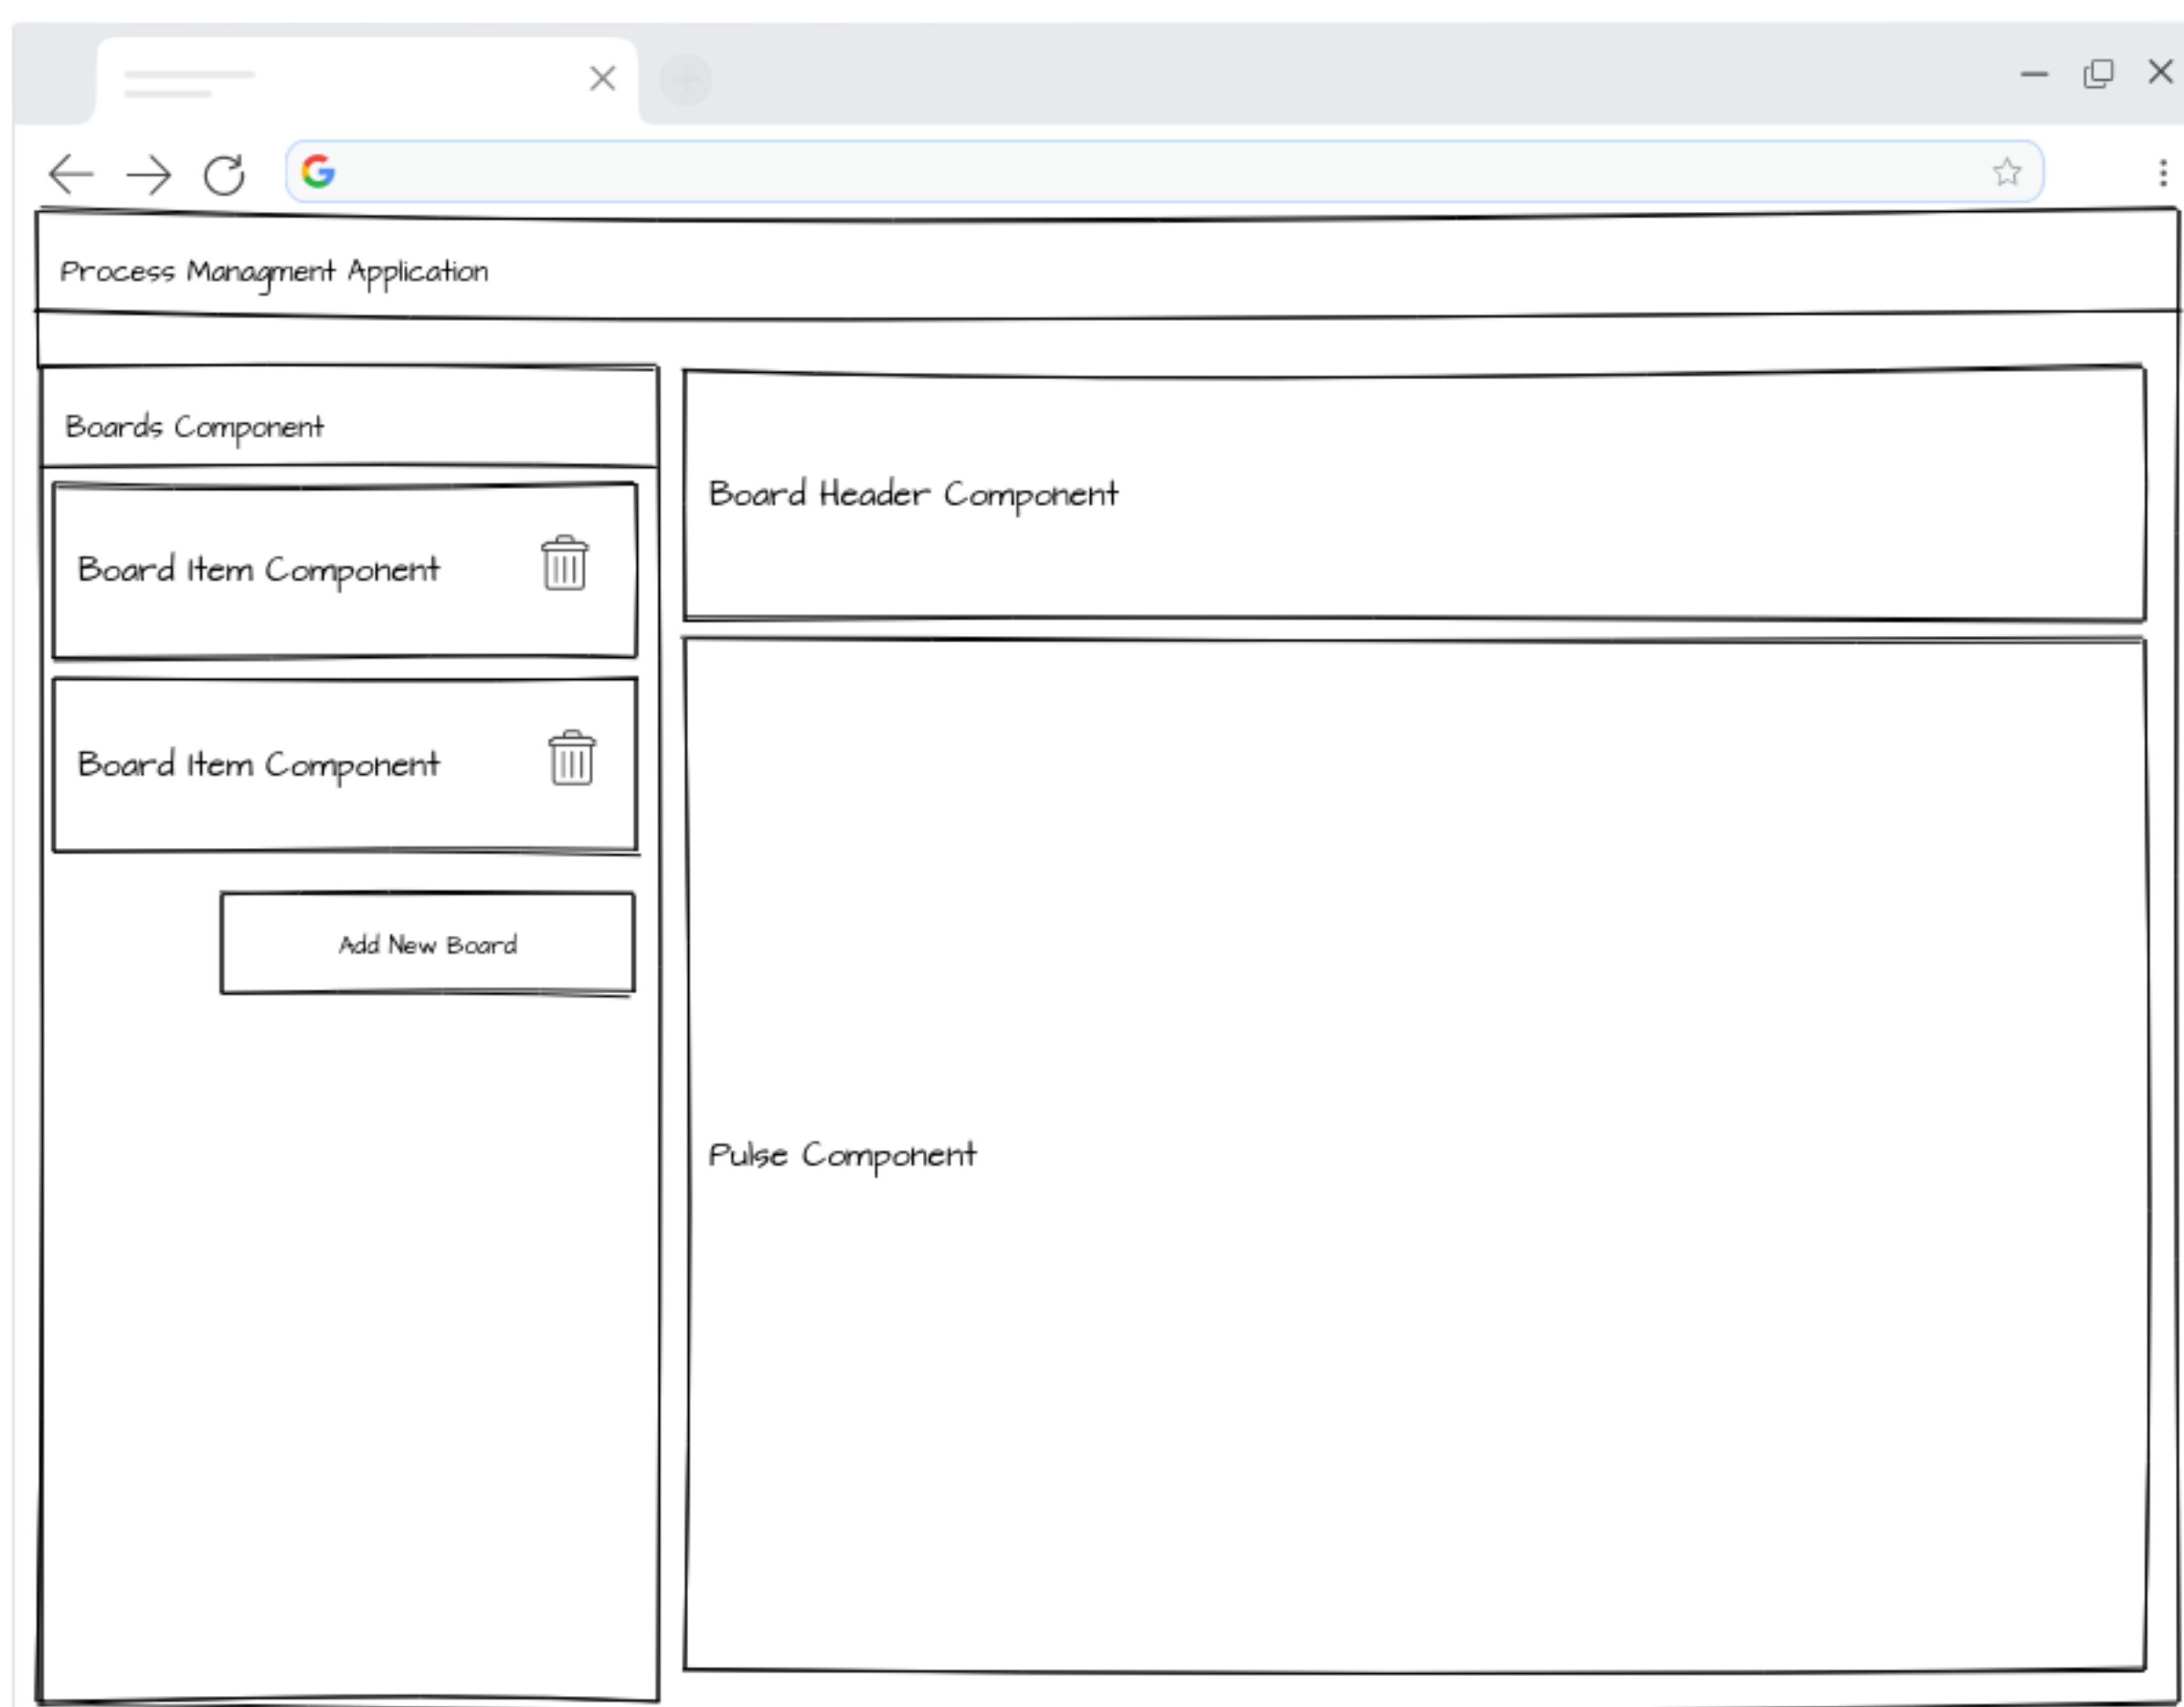 Process Managment Application
Boards Component
Board Item Component
Board Item Component
Add New Board
Board Header Component
Pulse Component